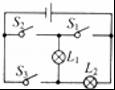 S₂ S₁
L₁
S₃ L₂